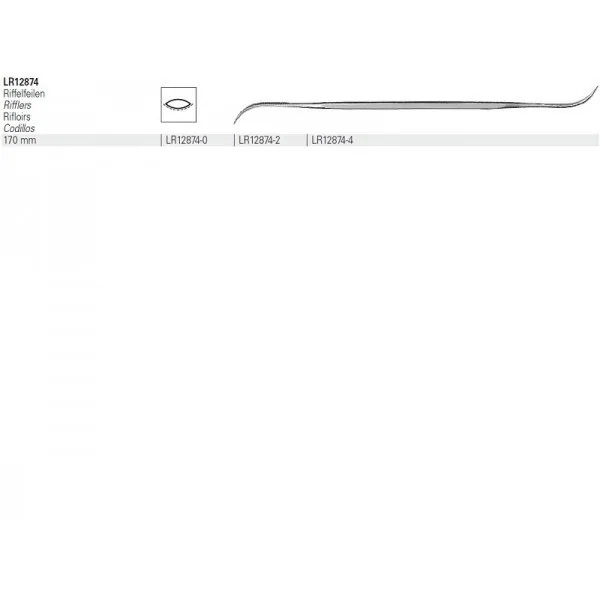 LR12874
Riffelfeilen
Rifflers
Rifloirs
Codillos
170 mm | LR12874-0 | LR12874-2 | LR12874-4